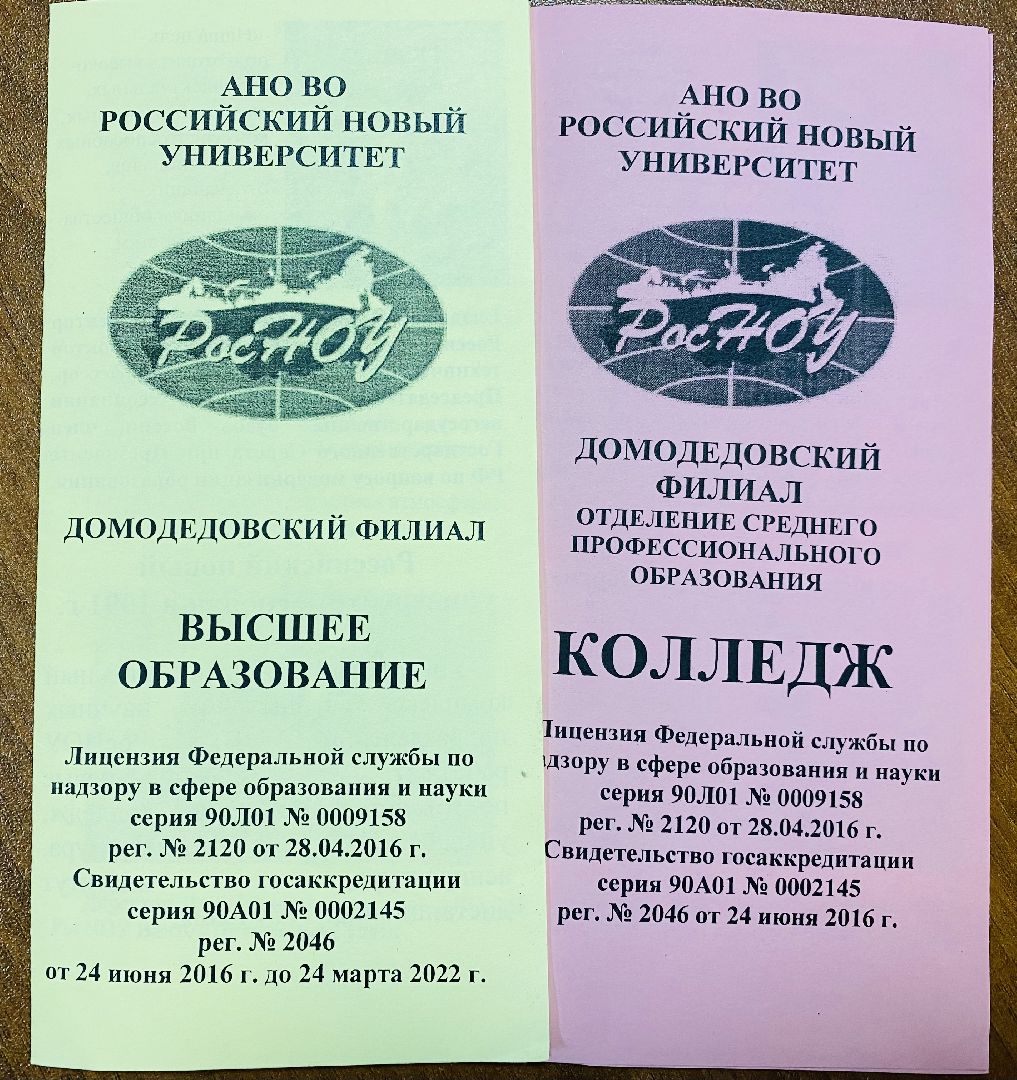 АНО ВО
РОССИЙСКИЙ НОВЫЙ
УНИВЕРСИТЕТ
РосНОУ
ДОМОДЕДОВСКИЙ ФИЛИАЛ
ВЫСШЕЕ
ОБРАЗОВАНИЕ
Лицензия Федеральной службы по
надзору в сфере образования и науки
серия 90Л01 № 0009158
рег. № 2120 от 28.04.2016 г.
Свидетельство госаккредитации
серия 90А01 № 0002145
рег. № 2046
от 24 июня 2016 г. до 24 марта 2022 г.
АНО ВО
РОССИЙСКИЙ НОВЫЙ
УНИВЕРСИТЕТ
РосНОУ
ДОМОДЕДОВСКИЙ
ФИЛИАЛ
ОТДЕЛЕНИЕ СРЕДНЕГО
ПРОФЕССИОНАЛЬНОГО
ОБРАЗОВАНИЯ
КОЛЛЕДЖ
Лицензия Федеральной службы по
надзору в сфере образования и науки
серия 90Л01 № 0009158
рег. № 2120 от 28.04.2016 г.
Свидетельство госаккредитации
серия 90А01 № 0002145
рег. № 2046 от 24 июня 2016 г.